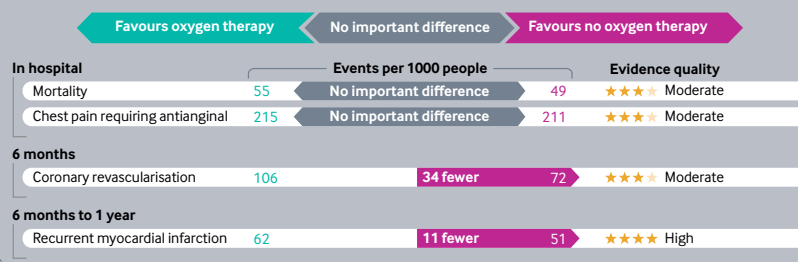 Favours oxygen therapy No important difference Favours no oxygen therapy
In hospital Events per 1000 people Evidence quality
Mortality 55 No important difference 49 Moderate
Chest pain requiring antianginal 215 No important difference 211 Moderate
6 months
Coronary revascularisation 106 34 fewer 72 Moderate
6 months to 1 year
Recurrent myocardial infarction 62 11 fewer 51 High